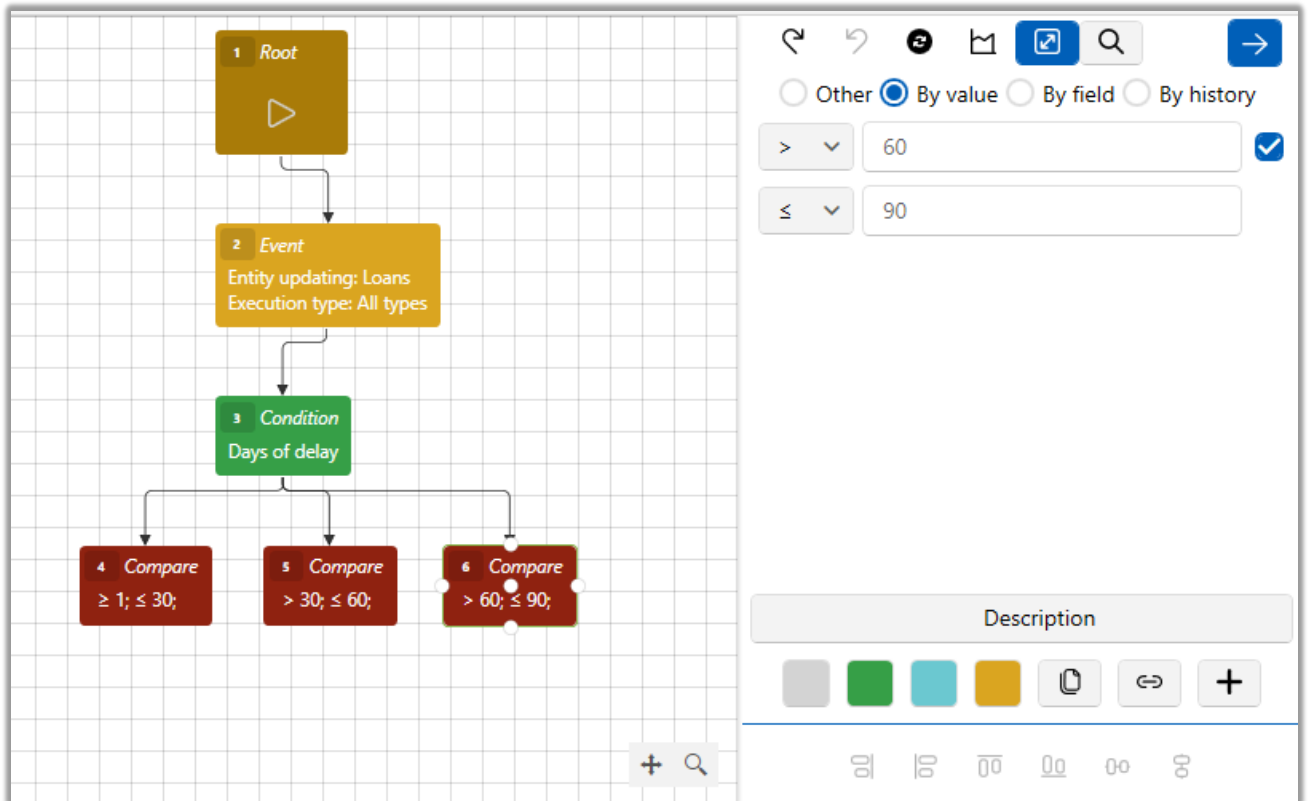 1 Root
2 Event
Entity updating: Loans
Execution type: All types
3 Condition
Days of delay
4 Compare
≥ 1; ≤ 30;
5 Compare
> 30; ≤ 60;
6 Compare
> 60; ≤ 90;
Other By value By field By history
> 60
≤ 90
Description